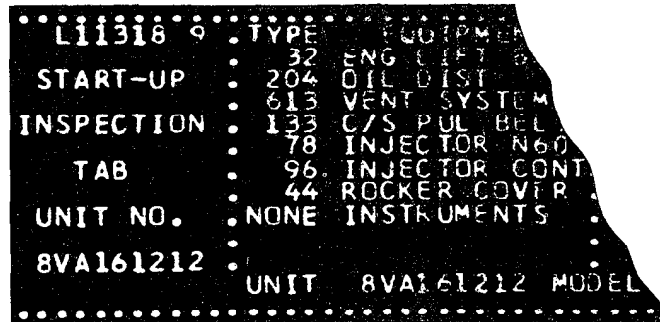 L11318 9
START-UP
INSPECTION
TAB
UNIT NO.
8VA161212
TYPE EQUIPMEN
32 ENG LIFT B
204 OIL DIST
613 VENT SYSTEM
133 C/S PUL BEL
78 INJECTOR N60
96. INJECTOR CONT
44 ROCKER COVER
NONE INSTRUMENTS
UNIT 8VA161212 MODEL